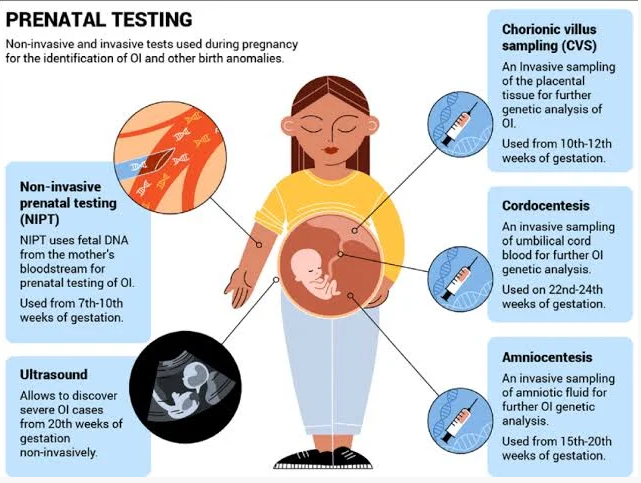 PRENATAL TESTING
Non-invasive and invasive tests used during pregnancy
for the identification of OI and other birth anomalies.
Non-invasive
prenatal testing
(NIPT)
NIPT uses fetal DNA
from the mother's
bloodstream for
prenatal testing of OI.
Used from 7th-10th
weeks of gestation.
Ultrasound
Allows to discover
severe OI cases
from 20th weeks of
gestation
non-invasively.
Chorionic villus
sampling (CVS)
An Invasive sampling
of the placental
tissue for further
genetic analysis of
OI.
Used from 10th-12th
weeks of gestation.
Cordocentesis
An invasive sampling
of umbilical cord
blood for further OI
genetic analysis.
Used on 22nd-24th
weeks of gestation.
Amniocentesis
An invasive sampling
of amniotic fluid for
further OI genetic
analysis.
Used from 15th-20th
weeks of gestation.